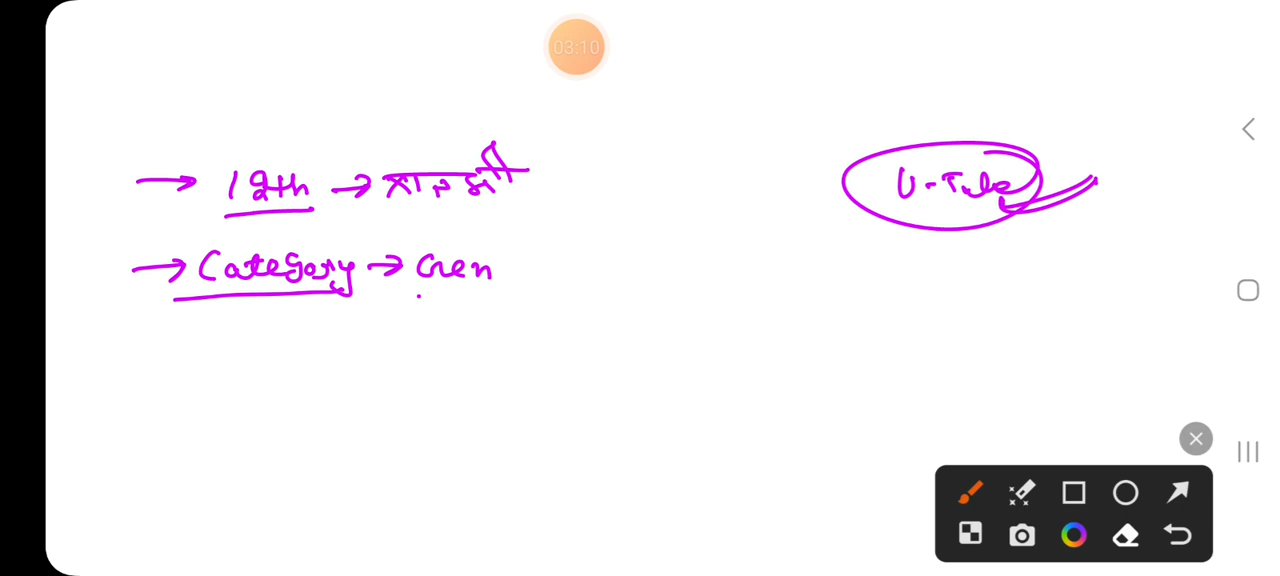 03:10
→ 12th →
U-Tube
→ Category → Gen